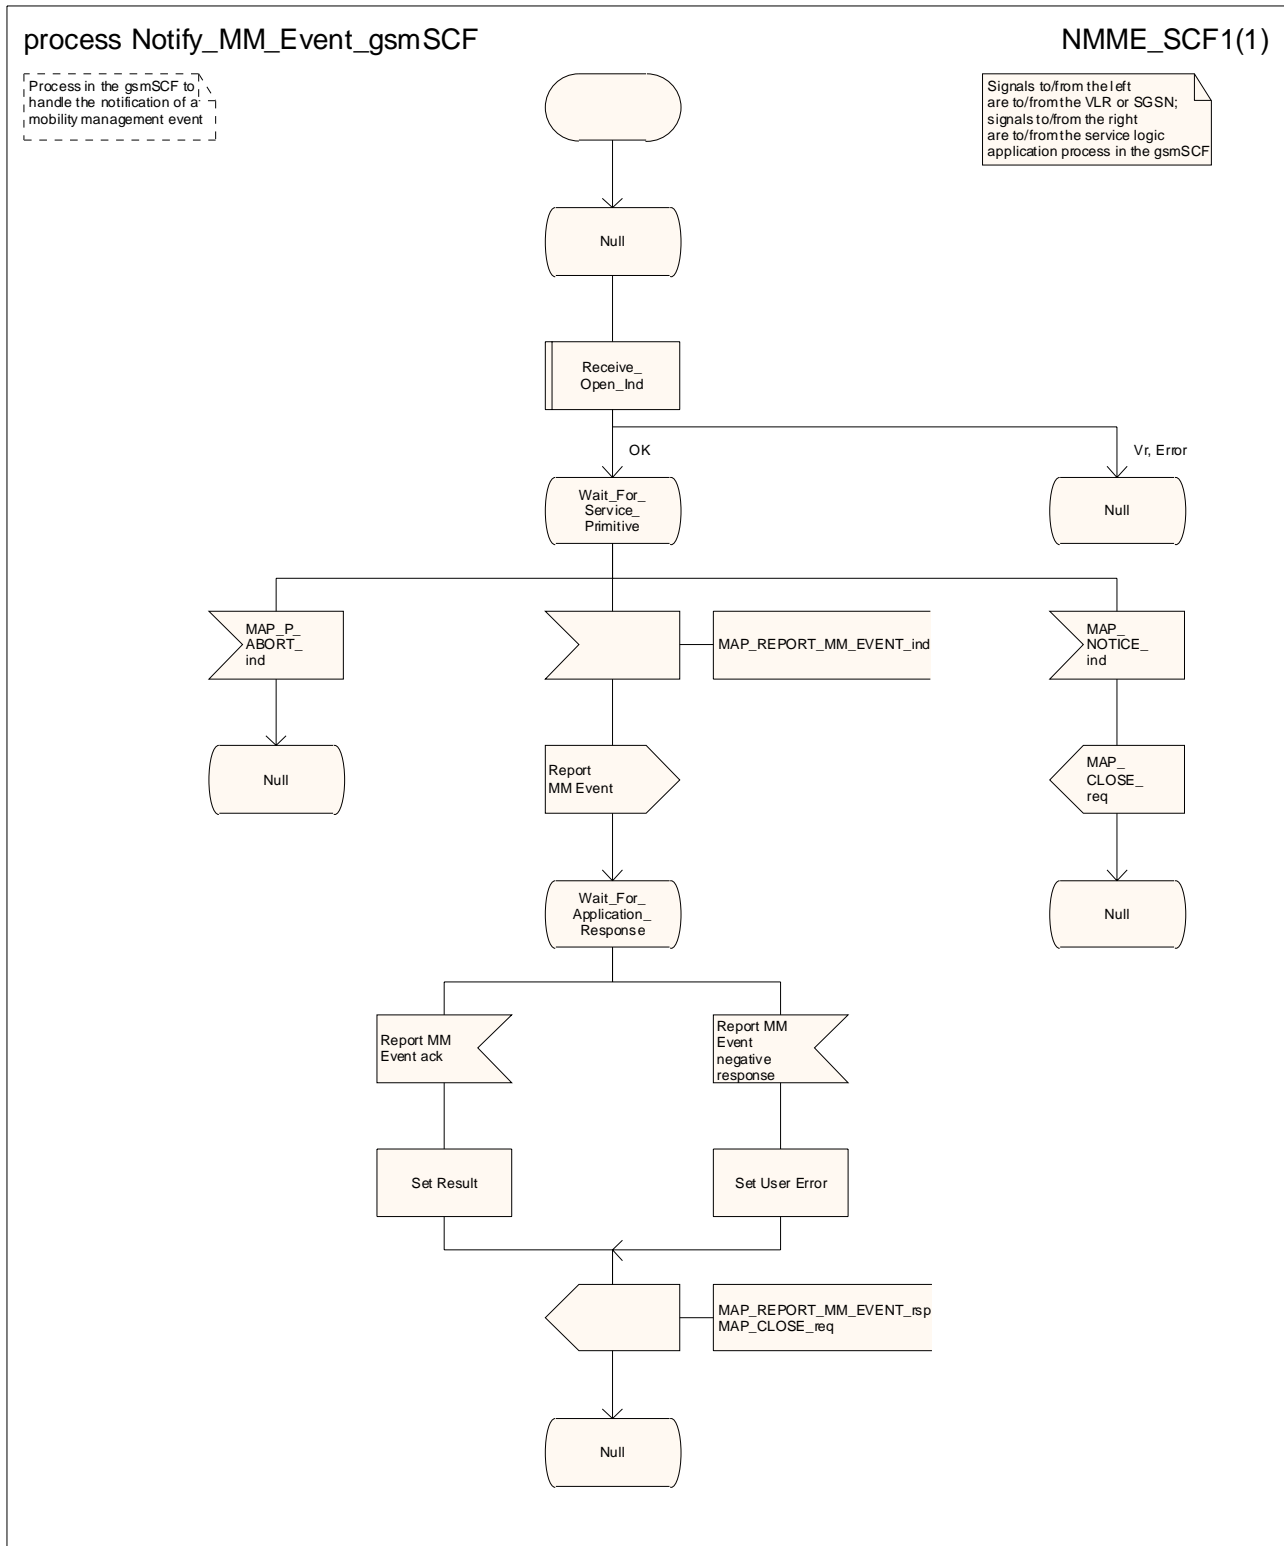 process Notify_MM_Event_gsmSCF
NMME_SCF1(1)
Process in the gsmSCF to
handle the notification of a
mobility management event
Signals to/from the left
are to/from the VLR or SGSN;
signals to/from the right
are to/from the service logic
application process in the gsmSCF
Null
Receive_
Open_Ind
OK
Vr, Error
Wait_For_
Service_
Primitive
Null
MAP_P_
ABORT_
ind
MAP_REPORT_MM_EVENT_ind
MAP_
NOTICE_
ind
Null
Report
MM Event
MAP_
CLOSE_
req
Wait_For_
Application_
Response
Null
Report MM
Event ack
Report MM
Event
negative
response
Set Result
Set User Error
MAP_REPORT_MM_EVENT_rsp
MAP_CLOSE_req
Null